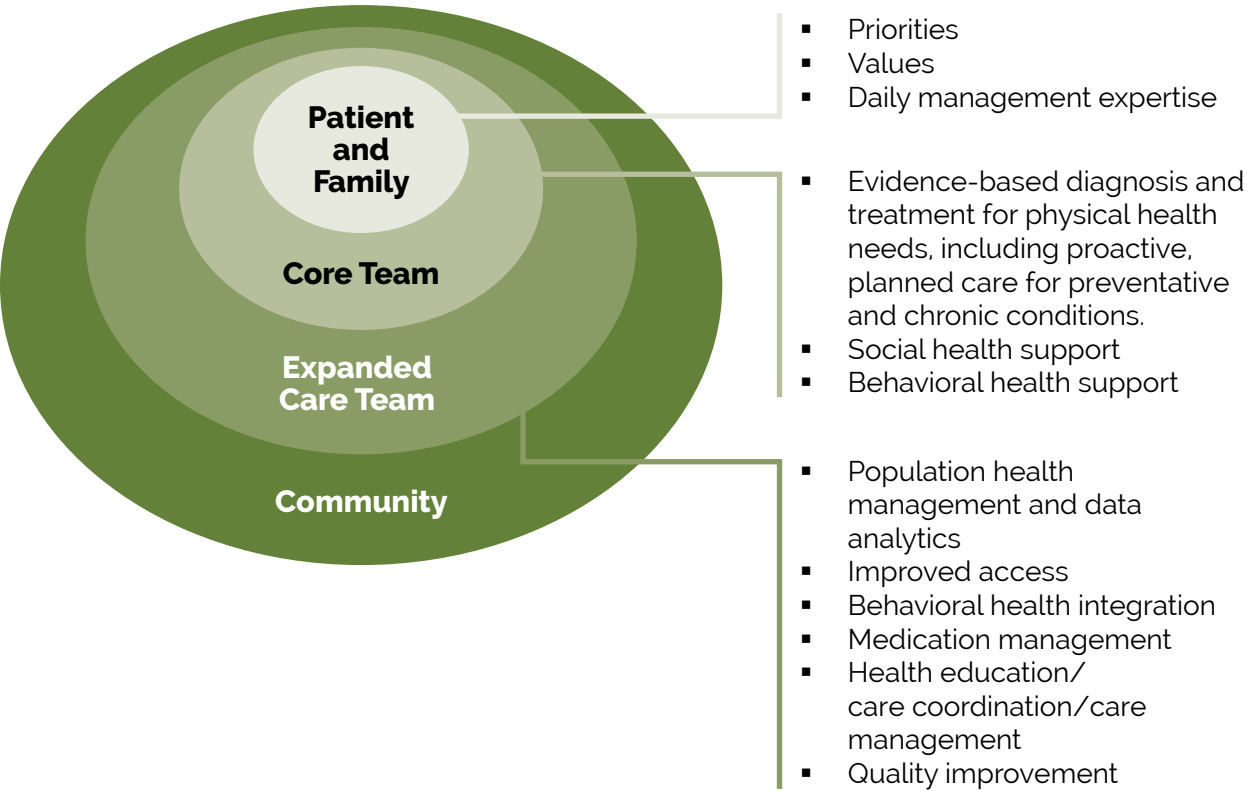 Patient
and
Family
Core Team
Expanded
Care Team
Community
▪ Priorities
▪ Values
▪ Daily management expertise
▪ Evidence-based diagnosis and
treatment for physical health
needs, including proactive,
planned care for preventative
and chronic conditions.
▪ Social health support
▪ Behavioral health support
▪ Population health
management and data
analytics
▪ Improved access
▪ Behavioral health integration
▪ Medication management
▪ Health education/
care coordination/care
management
▪ Quality improvement